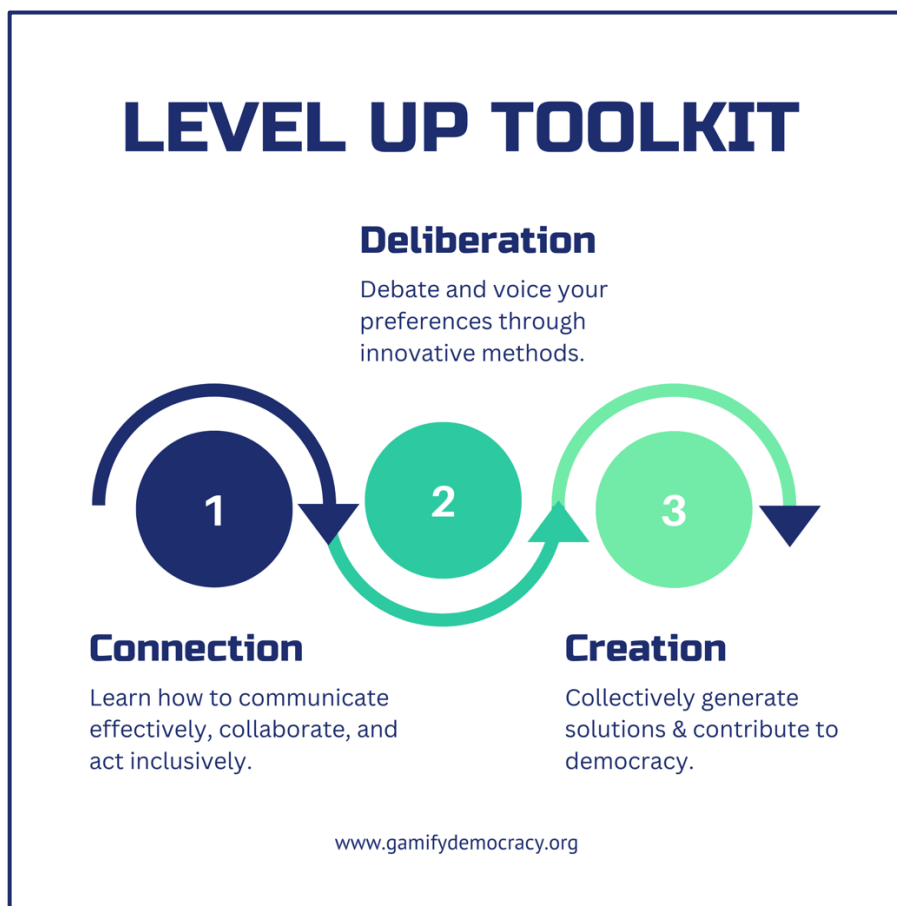 LEVEL UP TOOLKIT
Deliberation
Debate and voice your
preferences through
innovative methods.
1
2
3
Connection
Learn how to communicate
effectively, collaborate, and
act inclusively.
Creation
Collectively generate
solutions & contribute to
democracy.
www.gamifydemocracy.org